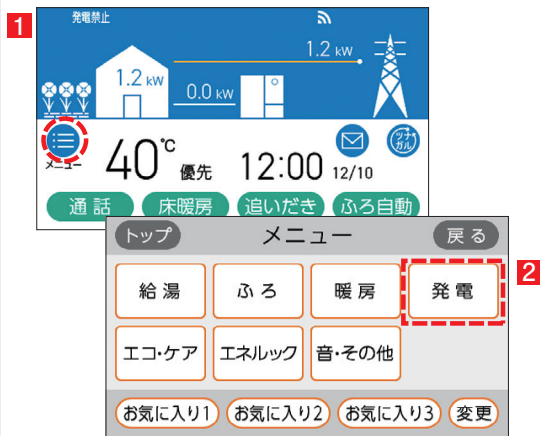 1
発電禁止
1.2 kW
1.2 kW
0.0 kW
メニュー
40℃ 優先 12:00 12/10
ツナガル
通話 床暖房 追いだき ふろ自動
トップ メニュー 戻る
2
給湯 ふろ 暖房 発電
エコ・ケア エネルック 音・その他
お気に入り1 お気に入り2 お気に入り3 変更